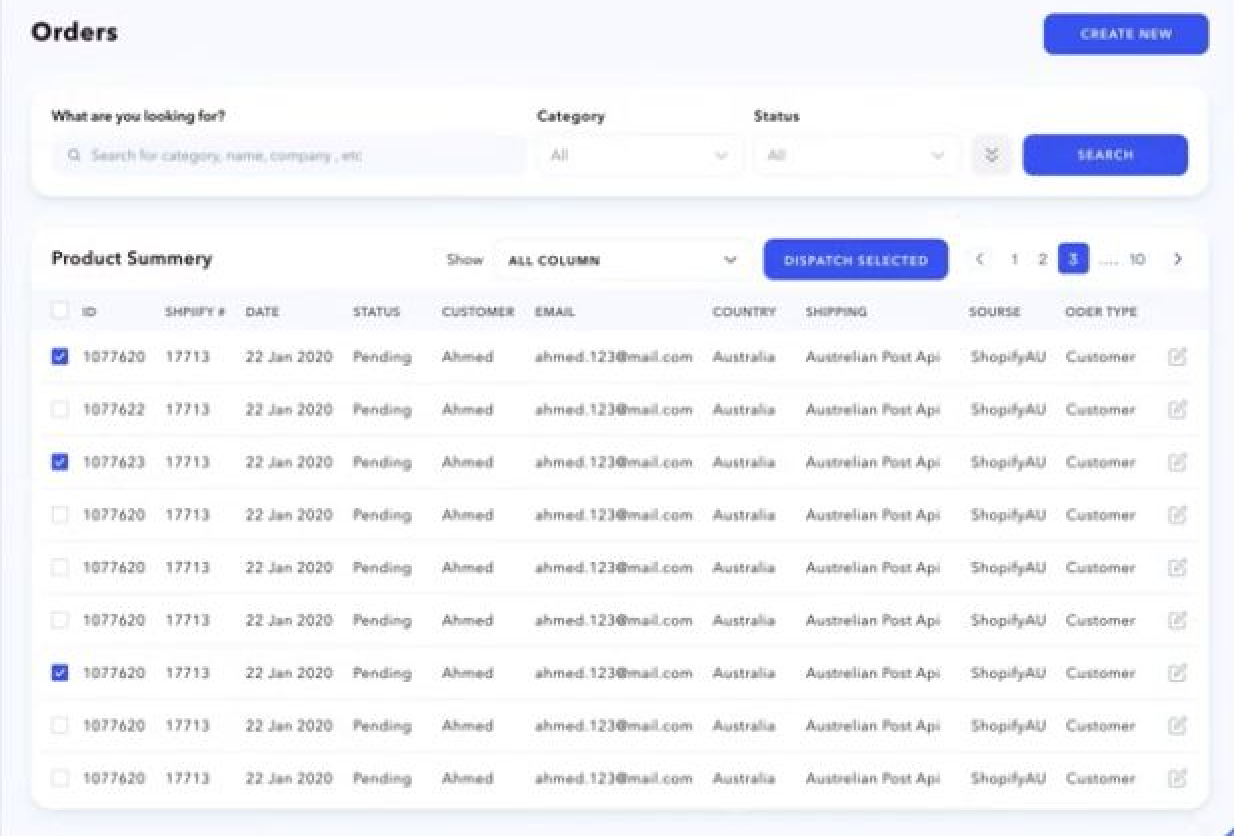 Orders
CREATE NEW
What are you looking for? Category Status
Search for category, name, company , etc All All SEARCH
Product Summery Show ALL COLUMN DISPATCH SELECTED 1 2 3 .... 10
ID SHPIIFY # DATE STATUS CUSTOMER EMAIL COUNTRY SHIPPING SOURSE ODER TYPE
1077620 17713 22 Jan 2020 Pending Ahmed ahmed.123@mail.com Australia Austrelian Post Api ShopifyAU Customer
1077622 17713 22 Jan 2020 Pending Ahmed ahmed.123@mail.com Australia Austrelian Post Api ShopifyAU Customer
1077623 17713 22 Jan 2020 Pending Ahmed ahmed.123@mail.com Australia Austrelian Post Api ShopifyAU Customer
1077620 17713 22 Jan 2020 Pending Ahmed ahmed.123@mail.com Australia Austrelian Post Api ShopifyAU Customer
1077620 17713 22 Jan 2020 Pending Ahmed ahmed.123@mail.com Australia Austrelian Post Api ShopifyAU Customer
1077620 17713 22 Jan 2020 Pending Ahmed ahmed.123@mail.com Australia Austrelian Post Api ShopifyAU Customer
1077620 17713 22 Jan 2020 Pending Ahmed ahmed.123@mail.com Australia Austrelian Post Api ShopifyAU Customer
1077620 17713 22 Jan 2020 Pending Ahmed ahmed.123@mail.com Australia Austrelian Post Api ShopifyAU Customer
1077620 17713 22 Jan 2020 Pending Ahmed ahmed.123@mail.com Australia Austrelian Post Api ShopifyAU Customer